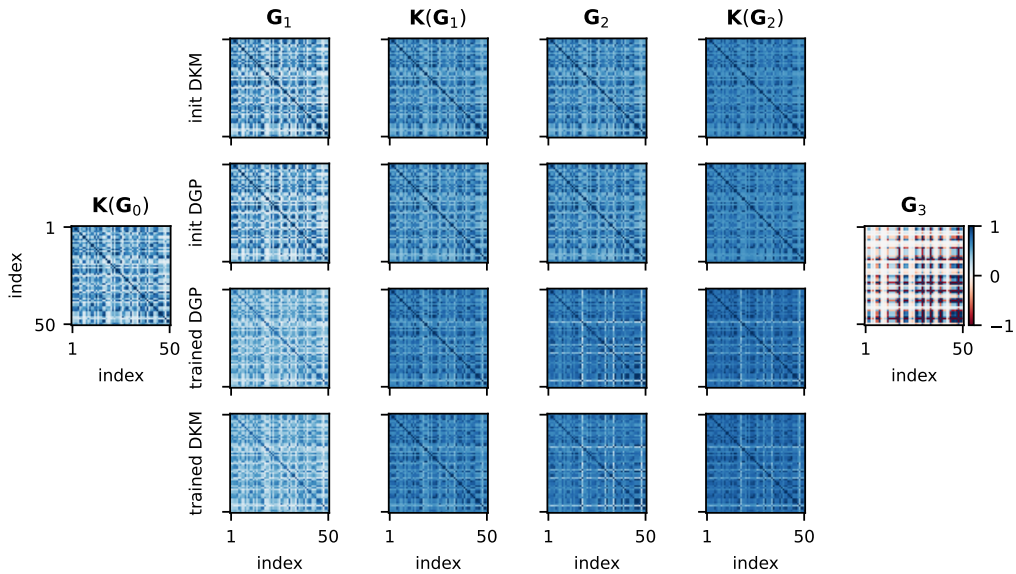 G1 K(G1) G2 K(G2)
init DKM
init DGP
K(G0)
1
index
50
1 50
index
G3
1
0
−1
1 50
index
trained DGP
trained DKM
1 50 1 50 1 50 1 50
index index index index